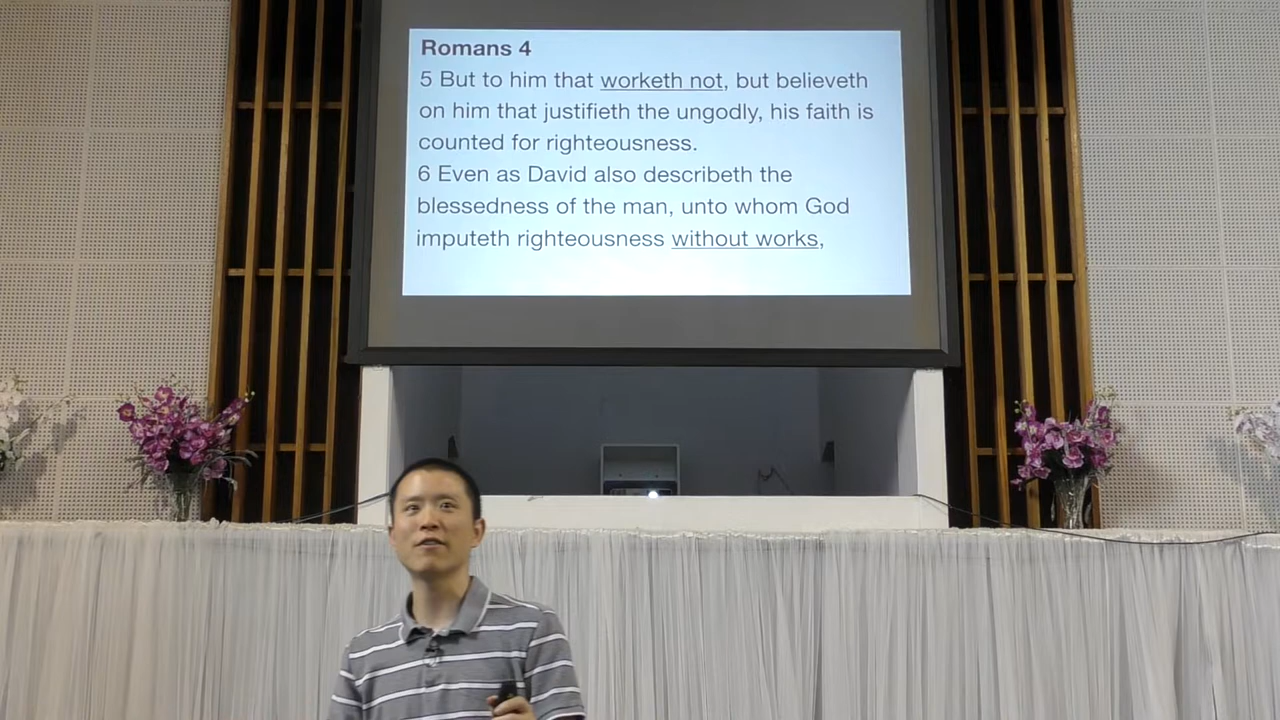 Romans 4
5 But to him that worketh not, but believeth
on him that justifieth the ungodly, his faith is
counted for righteousness.
6 Even as David also describeth the
blessedness of the man, unto whom God
imputeth righteousness without works,